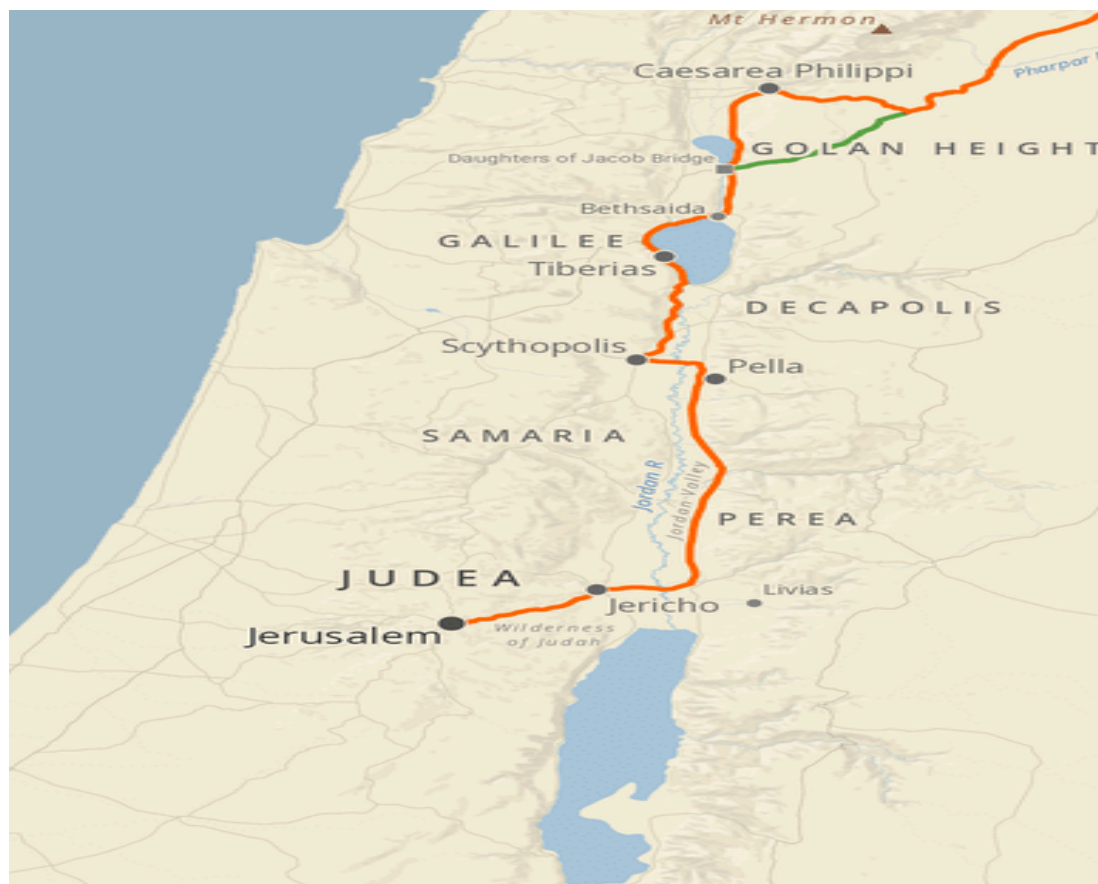 Mt Hermon
Caesarea Philippi
Pharpar
GOLAN HEIGHT
Daughters of Jacob Bridge
Bethsaida
GALILEE
Tiberias
DECAPOLIS
Scythopolis
Pella
SAMARIA
Jordan R
Jordan Valley
PEREA
JUDEA
Livias
Jericho
Jerusalem
Wilderness
of Judah